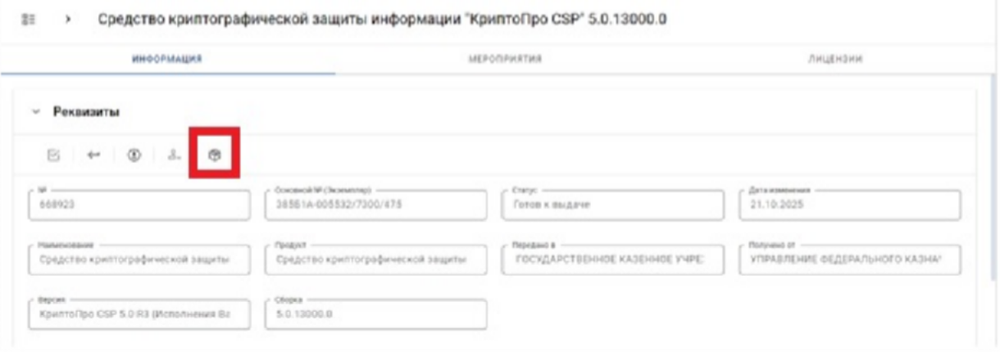 Средство криптографической защиты информации "КриптоПро CSP" 5.0.13000.0
ИНФОРМАЦИЯ МЕРОПРИЯТИЯ ЛИЦЕНЗИИ
Реквизиты
№ Основной № (Экземпляр) Статус Дата изменения
668923 385Б1А-005532/7300/475 Готов к выдаче 21.10.2025
Наименование Продукт Передано в Получено от
Средство криптографической защиты Средство криптографической защиты ГОСУДАРСТВЕННОЕ КАЗЕННОЕ УЧРЕ УПРАВЛЕНИЕ ФЕДЕРАЛЬНОГО КАЗНА
Версия Сборка
КриптоПро CSP 5.0 R3 (Исполнения Ba 5.0.13000.0